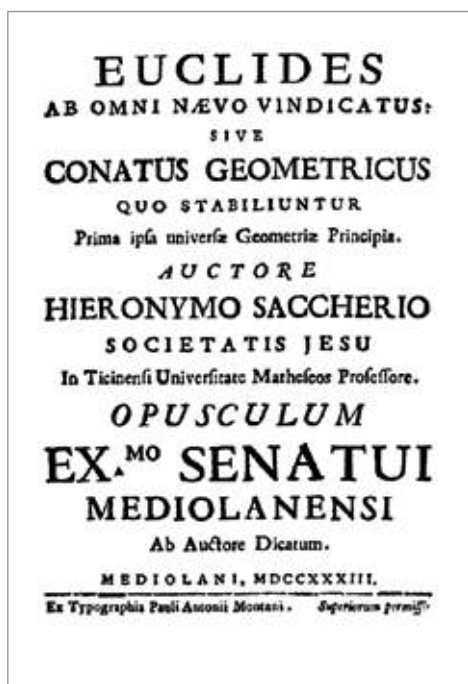 EUCLIDES
AB OMNI NÆVO VINDICATUS:
SIVE
CONATUS GEOMETRICUS
QUO STABILIUNTUR
Prima ipſa univerſæ Geometriæ Principia.
AUCTORE
HIERONYMO SACCHERIO
SOCIETATIS JESU
In Ticinenſi Univerſitate Matheſeos Profeſſore.
OPUSCULUM
EX.MO SENATUI
MEDIOLANENSI
Ab Auctore Dicatum.
MEDIOLANI, MDCCXXXIII.
Ex Typographia Pauli Antonii Montani. Superiorum permiſſ.